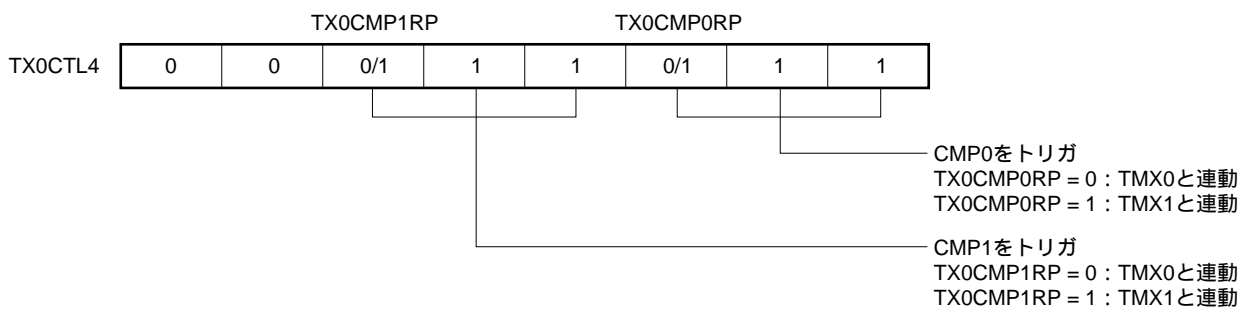 TX0CMP1RP TX0CMP0RP
TX0CTL4 0 0 0/1 1 1 0/1 1 1
CMP0をトリガ
TX0CMP0RP = 0 : TMX0と連動
TX0CMP0RP = 1 : TMX1と連動
CMP1をトリガ
TX0CMP1RP = 0 : TMX0と連動
TX0CMP1RP = 1 : TMX1と連動